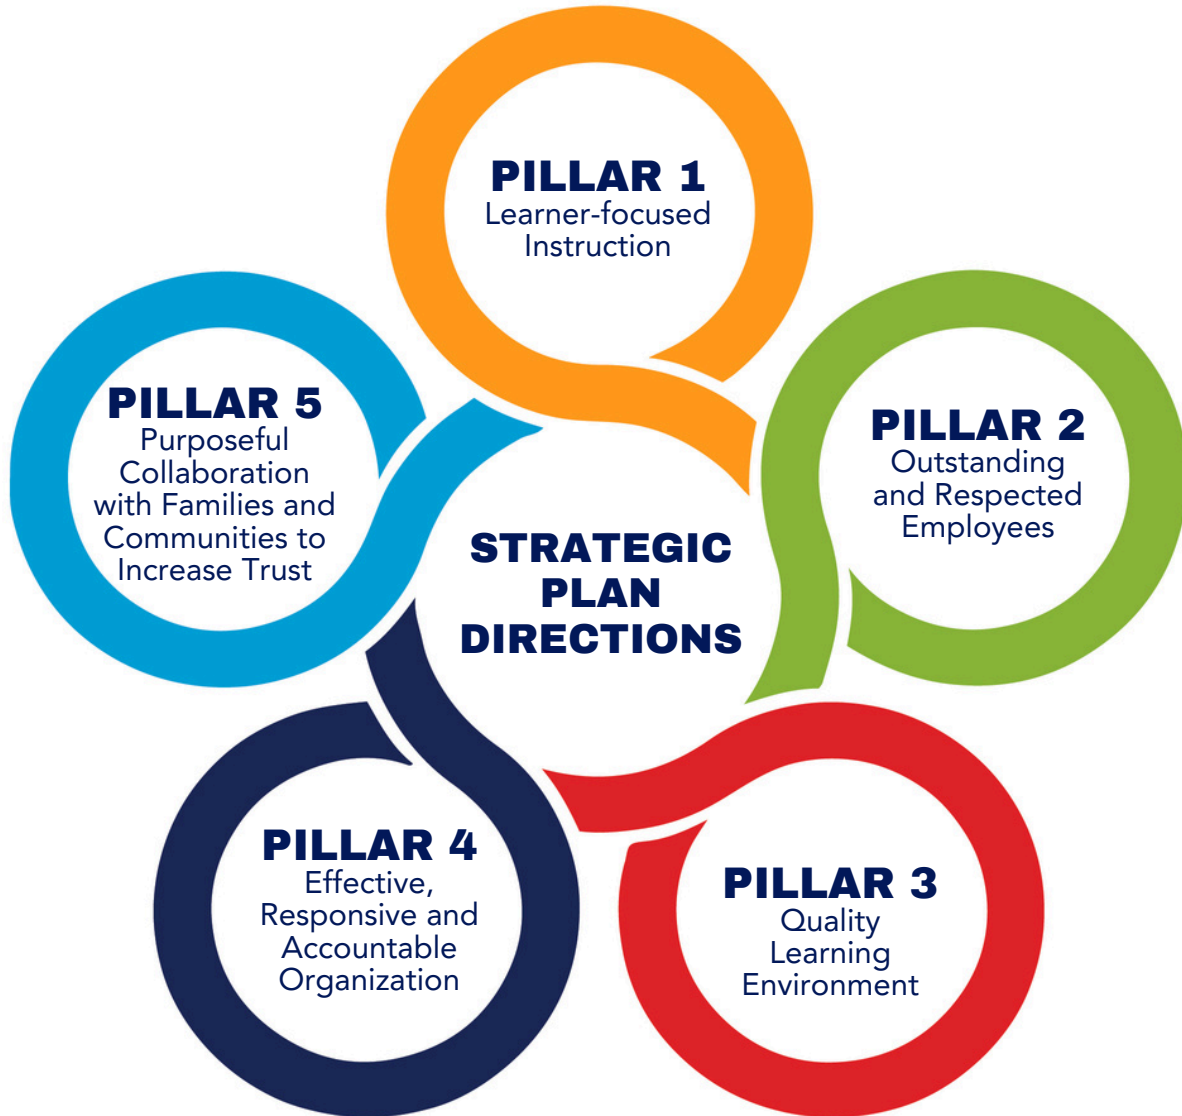 PILLAR 1
Learner-focused
Instruction
PILLAR 2
Outstanding
and Respected
Employees
PILLAR 3
Quality
Learning
Environment
PILLAR 4
Effective,
Responsive and
Accountable
Organization
PILLAR 5
Purposeful
Collaboration
with Families and
Communities to
Increase Trust
STRATEGIC
PLAN
DIRECTIONS